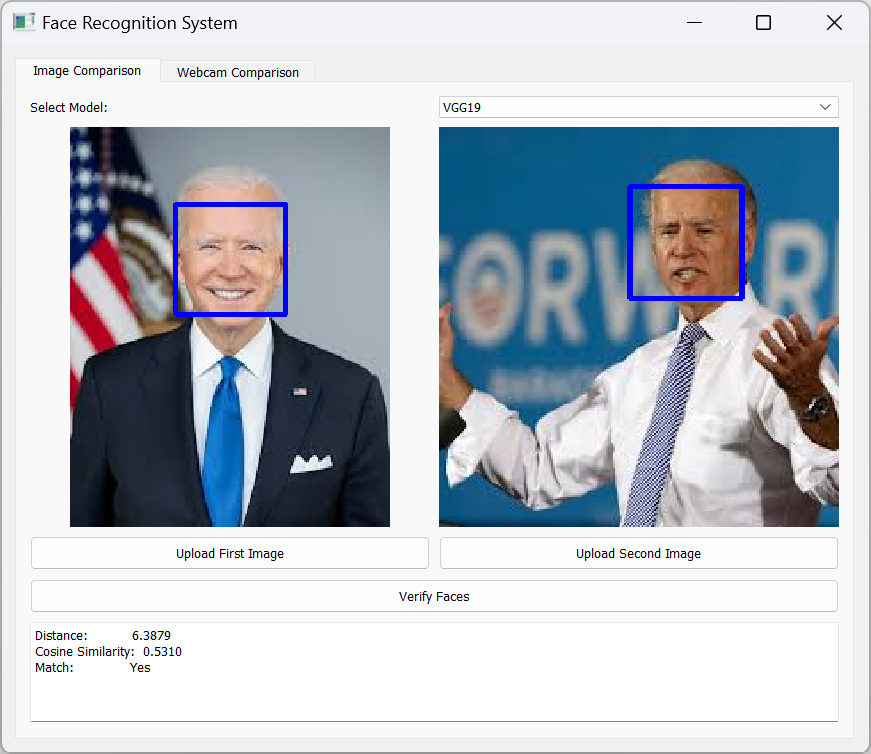 Face Recognition System
Image Comparison
Webcam Comparison
Select Model:
VGG19
FORWARD
Upload First Image
Upload Second Image
Verify Faces
Distance: 6.3879
Cosine Similarity: 0.5310
Match: Yes